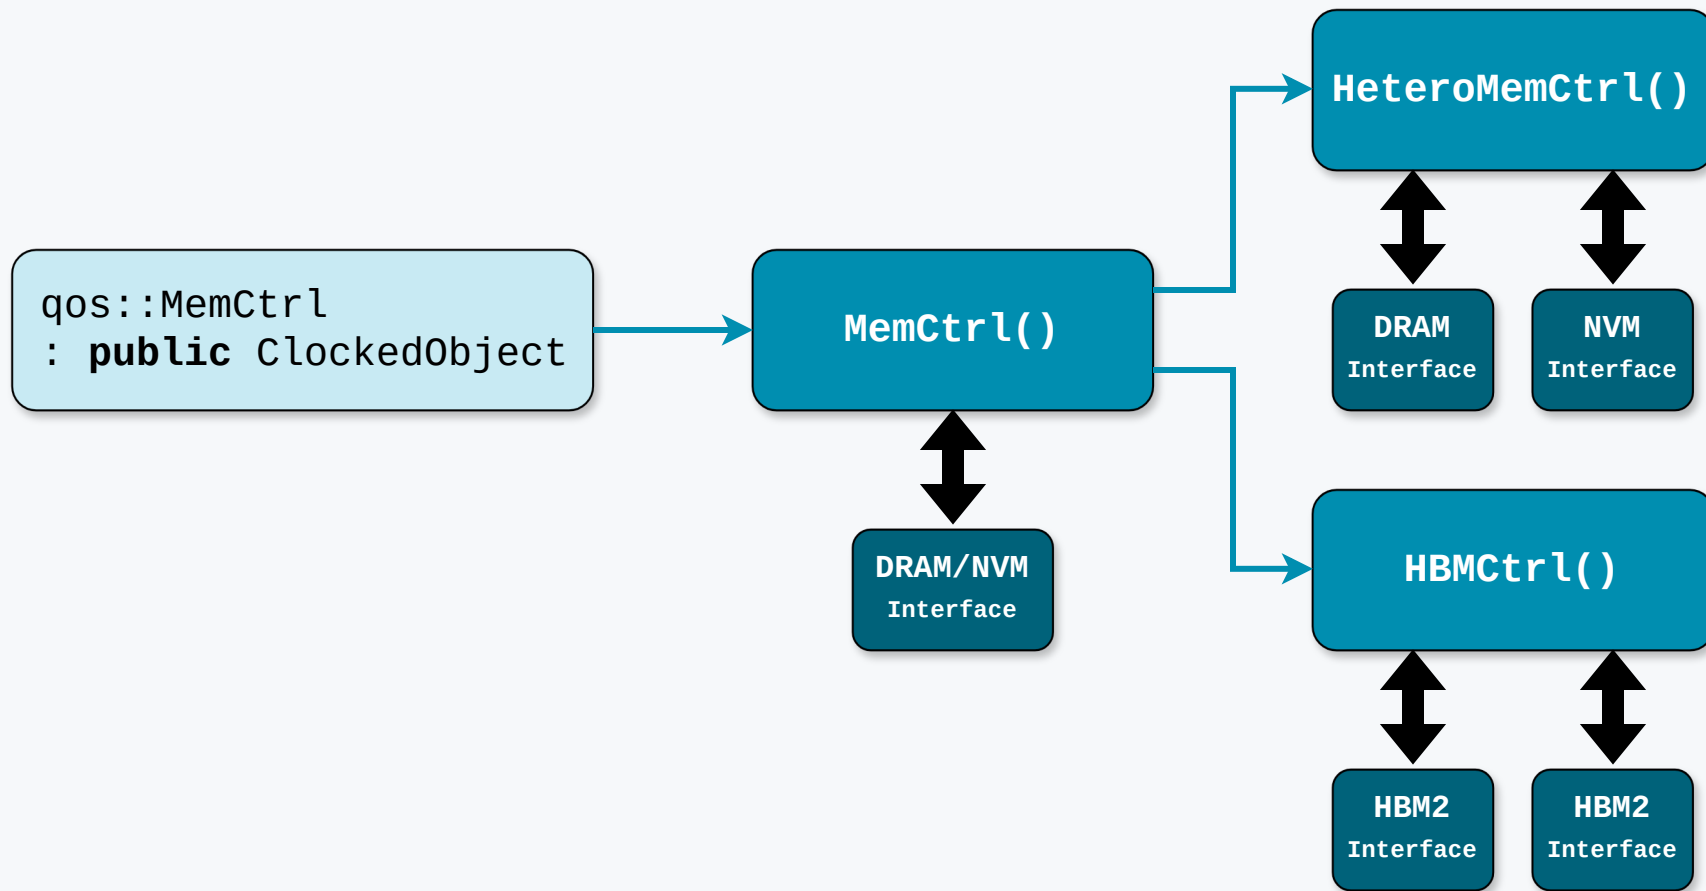 qos::MemCtrl
: public ClockedObject
MemCtrl()
DRAM/NVM
Interface
HeteroMemCtrl()
DRAM
Interface
NVM
Interface
HBMCtrl()
HBM2
Interface
HBM2
Interface